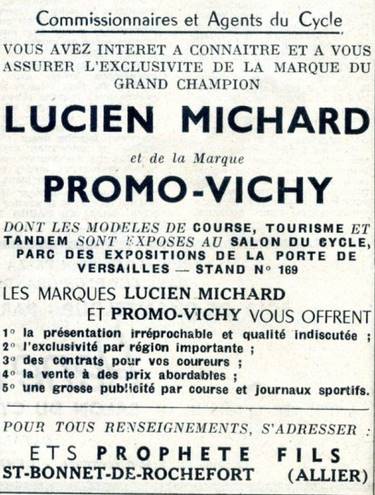 Commissionnaires et Agents du Cycle
VOUS AVEZ INTERET A CONNAITRE ET A VOUS
ASSURER L'EXCLUSIVITE DE LA MARQUE DU
GRAND CHAMPION
LUCIEN MICHARD
et de la Marque
PROMO-VICHY
DONT LES MODELES DE COURSE, TOURISME ET
TANDEM SONT EXPOSES AU SALON DU CYCLE,
PARC DES EXPOSITIONS DE LA PORTE DE
VERSAILLES — STAND N° 169
LES MARQUES LUCIEN MICHARD
ET PROMO-VICHY VOUS OFFRENT
1° la présentation irréprochable et qualité indiscutée ;
2° l'exclusivité par région importante ;
3° des contrats pour vos coureurs ;
4° la vente à des prix abordables ;
5° une grosse publicité par course et journaux sportifs.
POUR TOUS RENSEIGNEMENTS, S'ADRESSER :
ETS PROPHETE FILS
ST-BONNET-DE-ROCHEFORT (ALLIER)